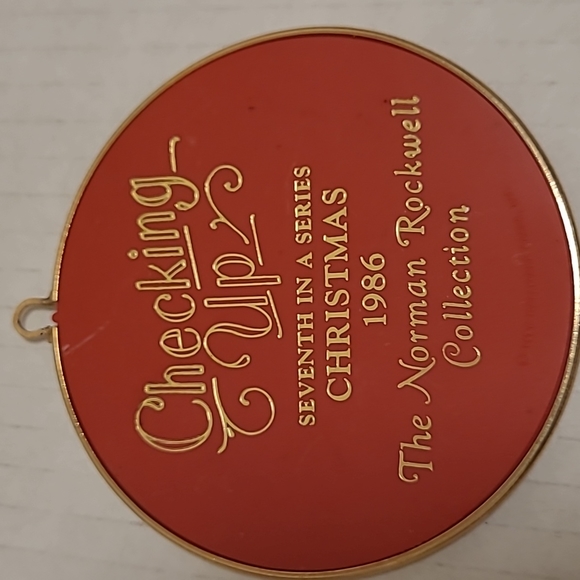 Checking
Up
SEVENTH IN A SERIES
CHRISTMAS
1986
The Norman Rockwell
Collection